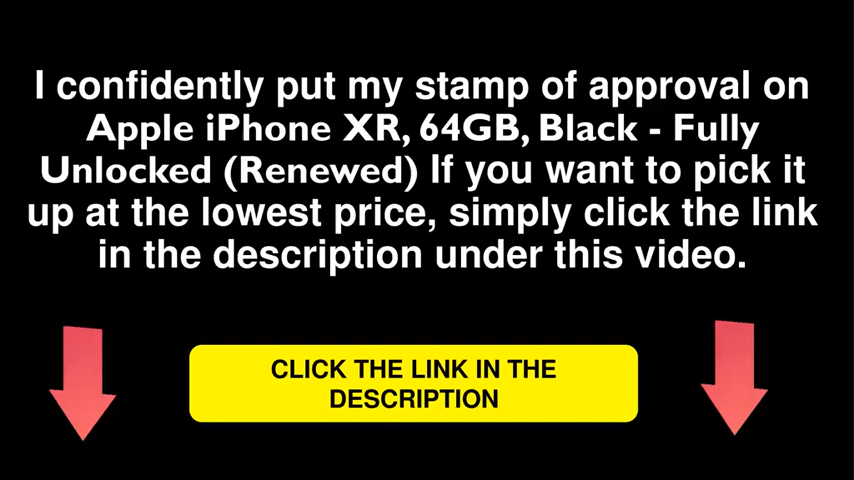 I confidently put my stamp of approval on
Apple iPhone XR, 64GB, Black - Fully
Unlocked (Renewed) If you want to pick it
up at the lowest price, simply click the link
in the description under this video.
CLICK THE LINK IN THE
DESCRIPTION